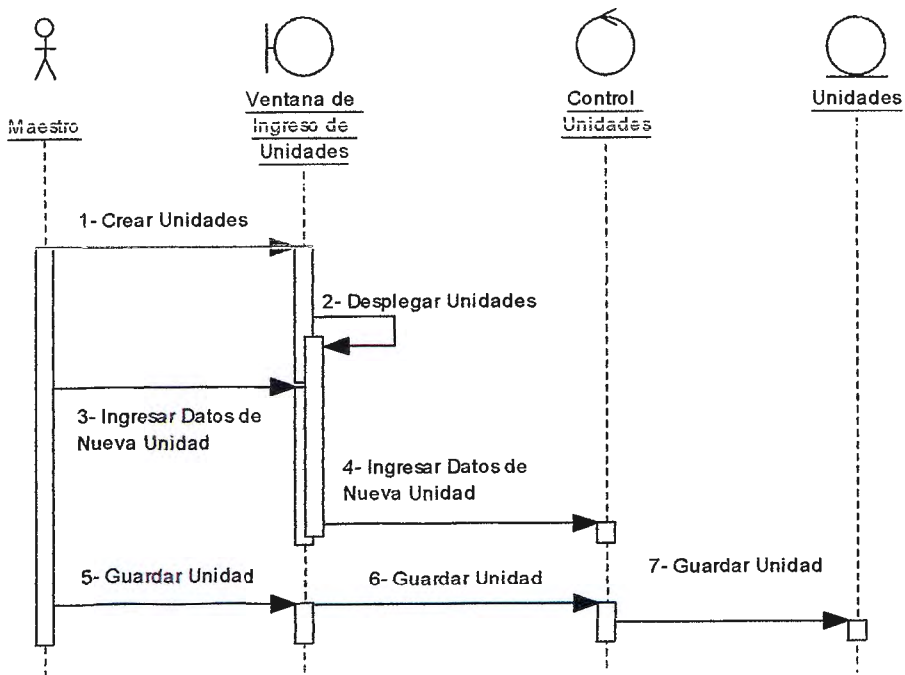 Maestro
Ventana de
Ingreso de
Unidades
Control
Unidades
Unidades
1- Crear Unidades
2- Desplegar Unidades
3- Ingresar Datos de
Nueva Unidad
4- Ingresar Datos de
Nueva Unidad
5- Guardar Unidad
6- Guardar Unidad
7- Guardar Unidad